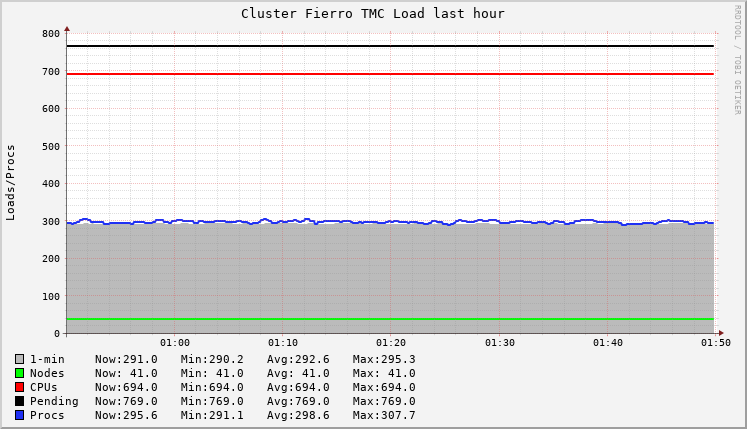 Cluster Fierro TMC Load last hour
RRDTOOL / TOBI OETIKER
Loads/Procs
800
700
600
500
400
300
200
100
0
01:00 01:10 01:20 01:30 01:40 01:50
1-min Now:291.0 Min:290.2 Avg:292.6 Max:295.3
Nodes Now: 41.0 Min: 41.0 Avg: 41.0 Max: 41.0
CPUs Now:694.0 Min:694.0 Avg:694.0 Max:694.0
Pending Now:769.0 Min:769.0 Avg:769.0 Max:769.0
Procs Now:295.6 Min:291.1 Avg:298.6 Max:307.7